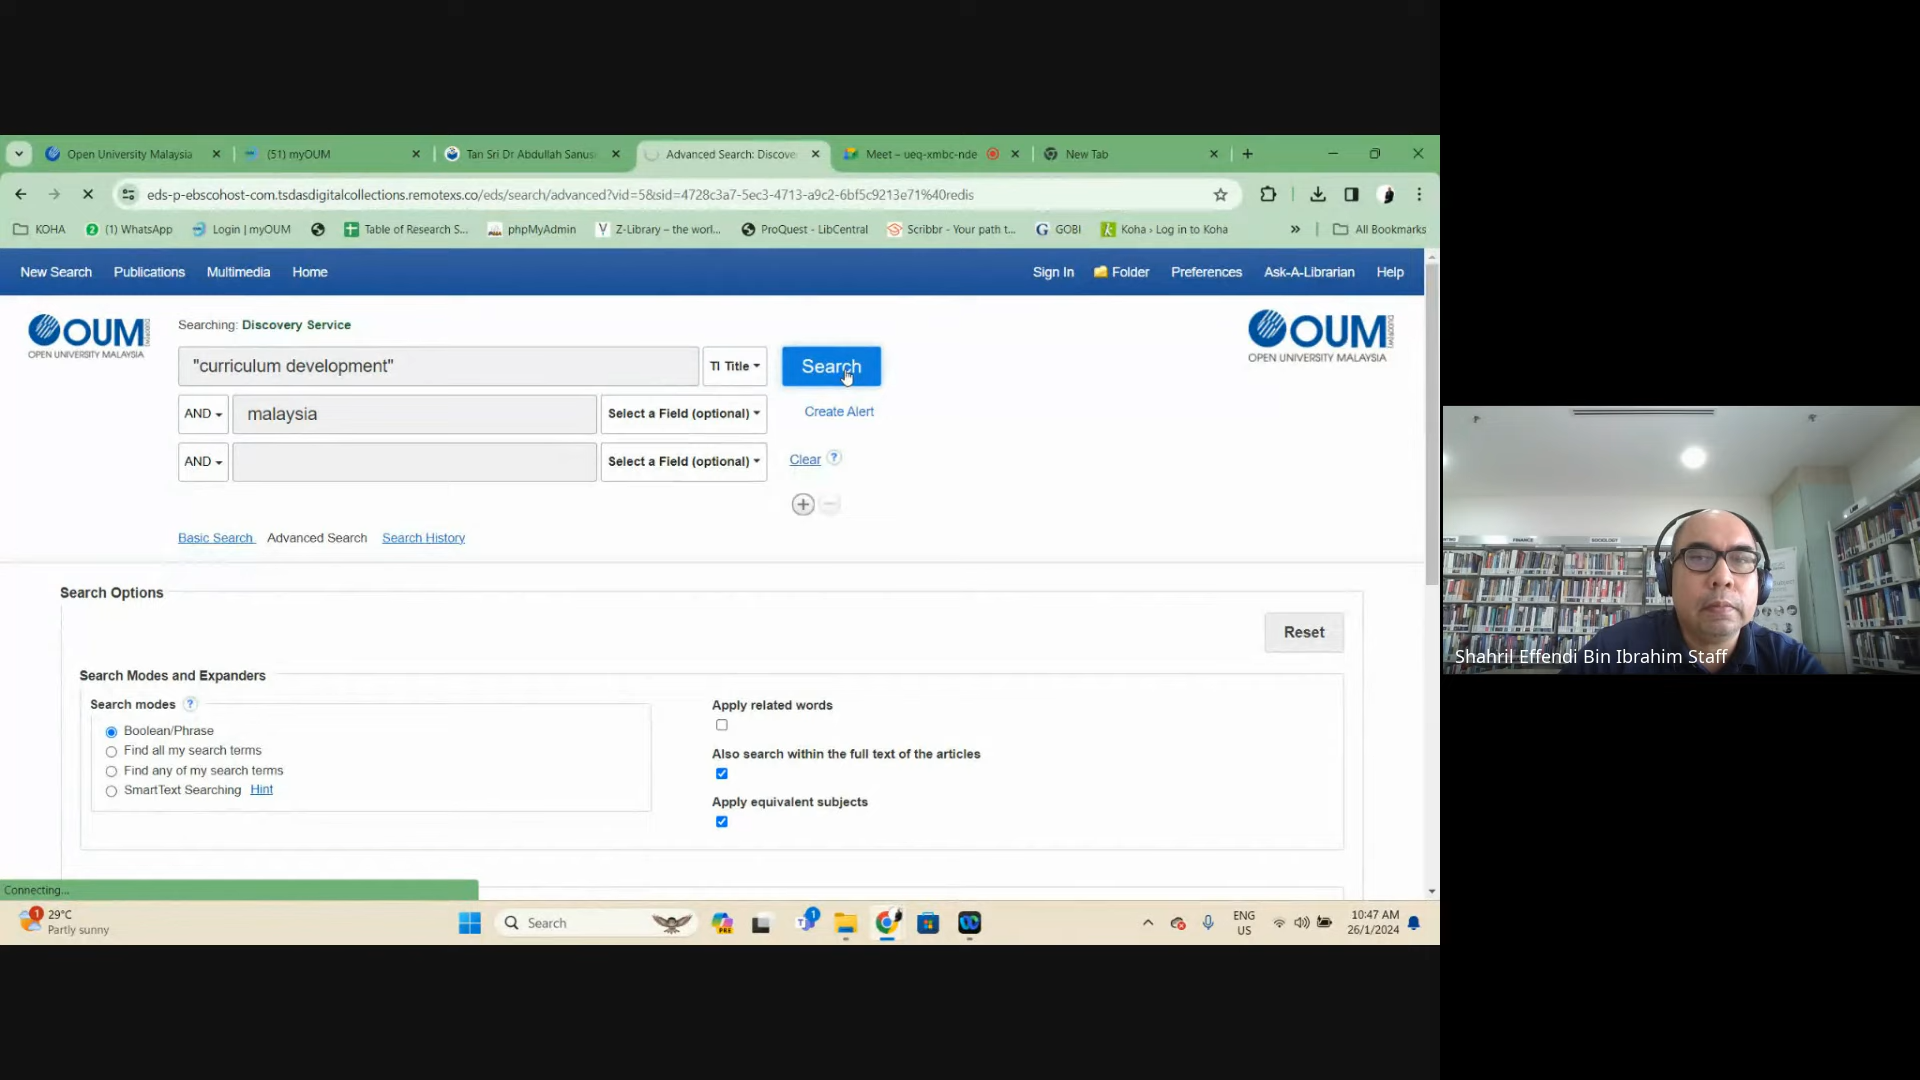 Open University Malaysia
(51) myOUM
Tan Sri Dr Abdullah Sanus
Advanced Search: Discove
Meet – ueq-xmbc-nde
New Tab
eds-p-ebscohost-com.tsdasdigitalcollections.remotexs.co/eds/search/advanced?vid=5&sid=4728c3a7-5ec3-4713-a9c2-6bf5c9213e71%40redis
KOHA
(1) WhatsApp
Login | myOUM
Table of Research S...
phpMyAdmin
Z-Library – the worl...
ProQuest - LibCentral
Scribbr - Your path t...
GOBI
Koha › Log in to Koha
»
All Bookmarks
New Search Publications Multimedia Home
Sign In Folder Preferences Ask-A-Librarian Help
OUM
OPEN UNIVERSITY MALAYSIA
Searching: Discovery Service
"curriculum development"
TI Title
Search
AND
malaysia
Select a Field (optional)
Create Alert
AND
Select a Field (optional)
Clear ?
OUM
OPEN UNIVERSITY MALAYSIA
Basic Search Advanced Search Search History
Search Options
Reset
Search Modes and Expanders
Search modes ?
Boolean/Phrase
Find all my search terms
Find any of my search terms
SmartText Searching Hint
Apply related words
Also search within the full text of the articles
Apply equivalent subjects
Connecting...
1
29°C
Partly sunny
Search
PRE
1
ENG
US
10:47 AM
26/1/2024
FINANCE
SOCIOLOGY
Shahril Effendi Bin Ibrahim Staff